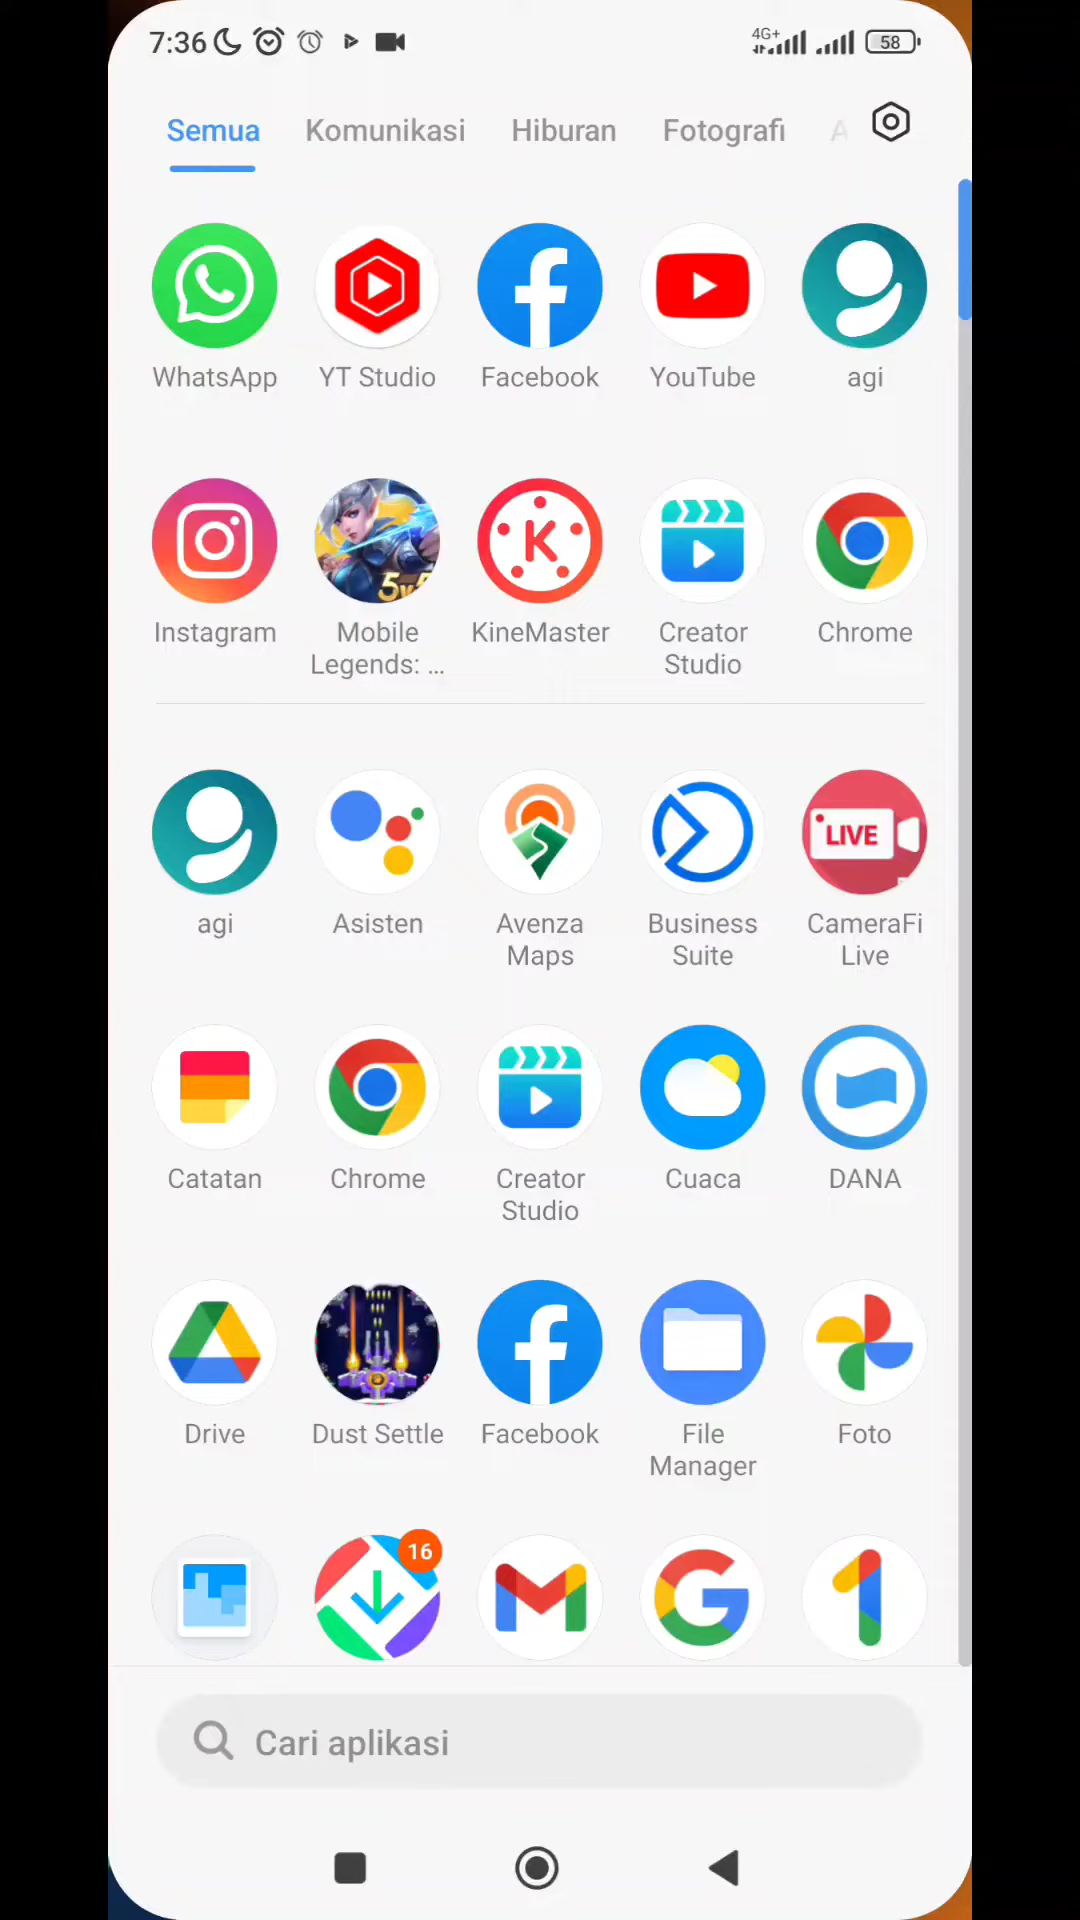 7:36 4G+ 58
Semua Komunikasi Hiburan Fotografi A
WhatsApp YT Studio Facebook YouTube agi
5v5
K
Instagram Mobile KineMaster Creator Chrome
Legends: ... Studio
LIVE
agi Asisten Avenza Business CameraFi
Maps Suite Live
Catatan Chrome Creator Cuaca DANA
Studio
Drive Dust Settle Facebook File Foto
Manager
16
Cari aplikasi